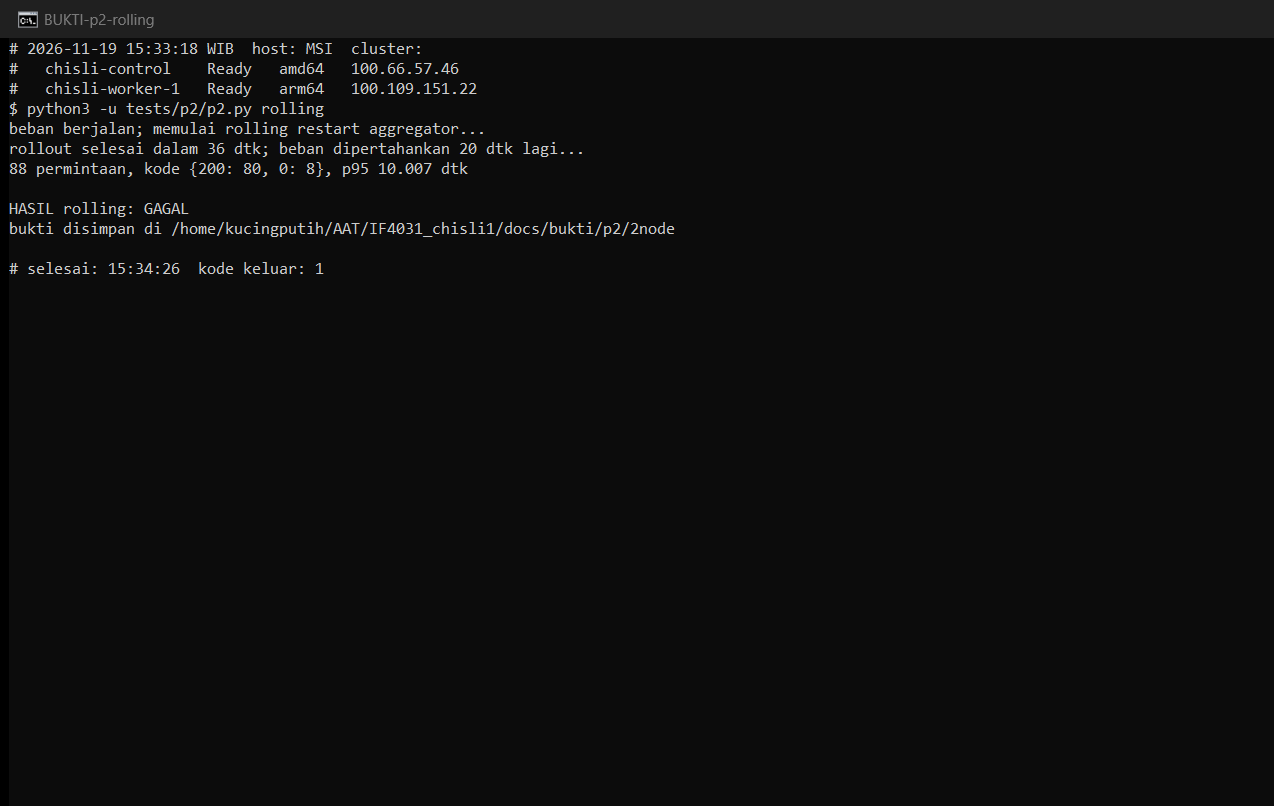 BUKTI-p2-rolling
# 2026-11-19 15:33:18 WIB  host: MSI  cluster:
#   chisli-control    Ready   amd64   100.66.57.46
#   chisli-worker-1   Ready   arm64   100.109.151.22
$ python3 -u tests/p2/p2.py rolling
beban berjalan; memulai rolling restart aggregator...
rollout selesai dalam 36 dtk; beban dipertahankan 20 dtk lagi...
88 permintaan, kode {200: 80, 0: 8}, p95 10.007 dtk
HASIL rolling: GAGAL
bukti disimpan di /home/kucingputih/AAT/IF4031_chisli1/docs/bukti/p2/2node
# selesai: 15:34:26  kode keluar: 1